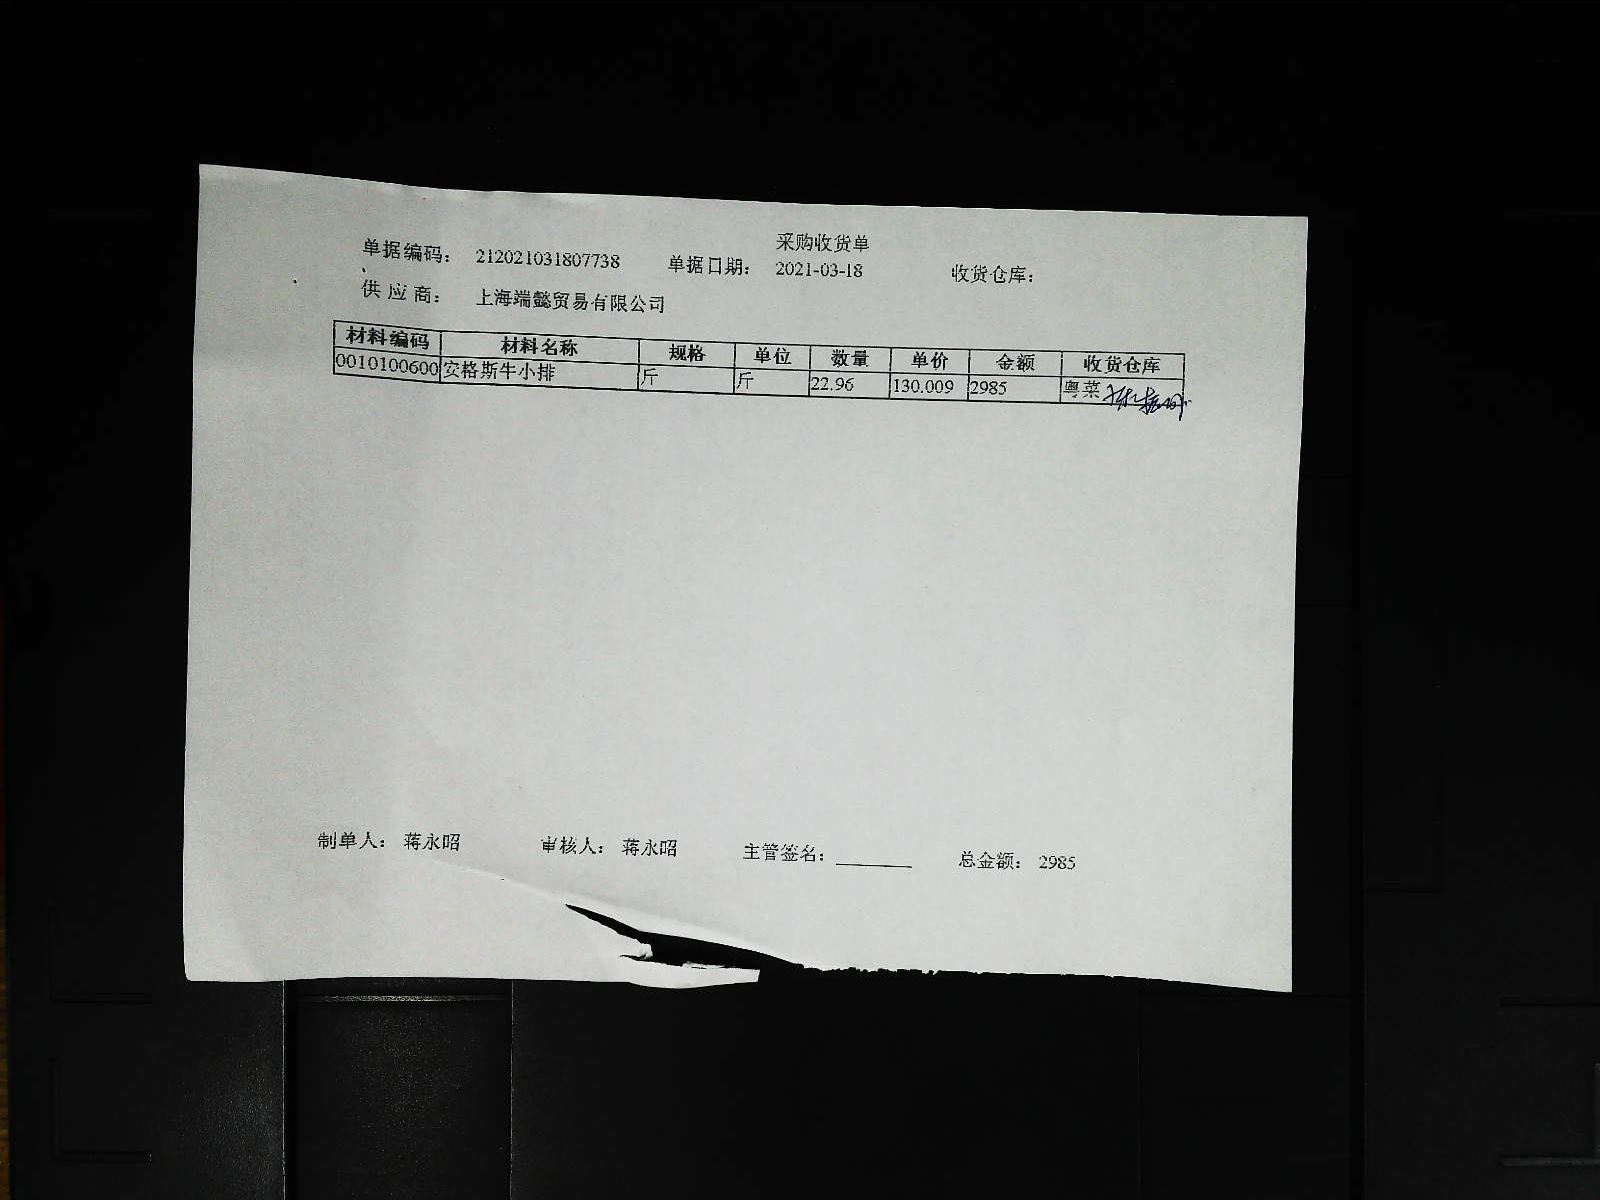 采购收货单
单据编码： 212021031807738 单据日期： 2021-03-18 收货仓库：
供 应 商： 上海端懿贸易有限公司
材料编码 材料名称 规格 单位 数量 单价 金额 收货仓库
0010100600 安格斯牛小排 斤 斤 22.96 130.009 2985 粤菜
制单人： 蒋永昭 审核人： 蒋永昭 主管签名：________ 总金额： 2985